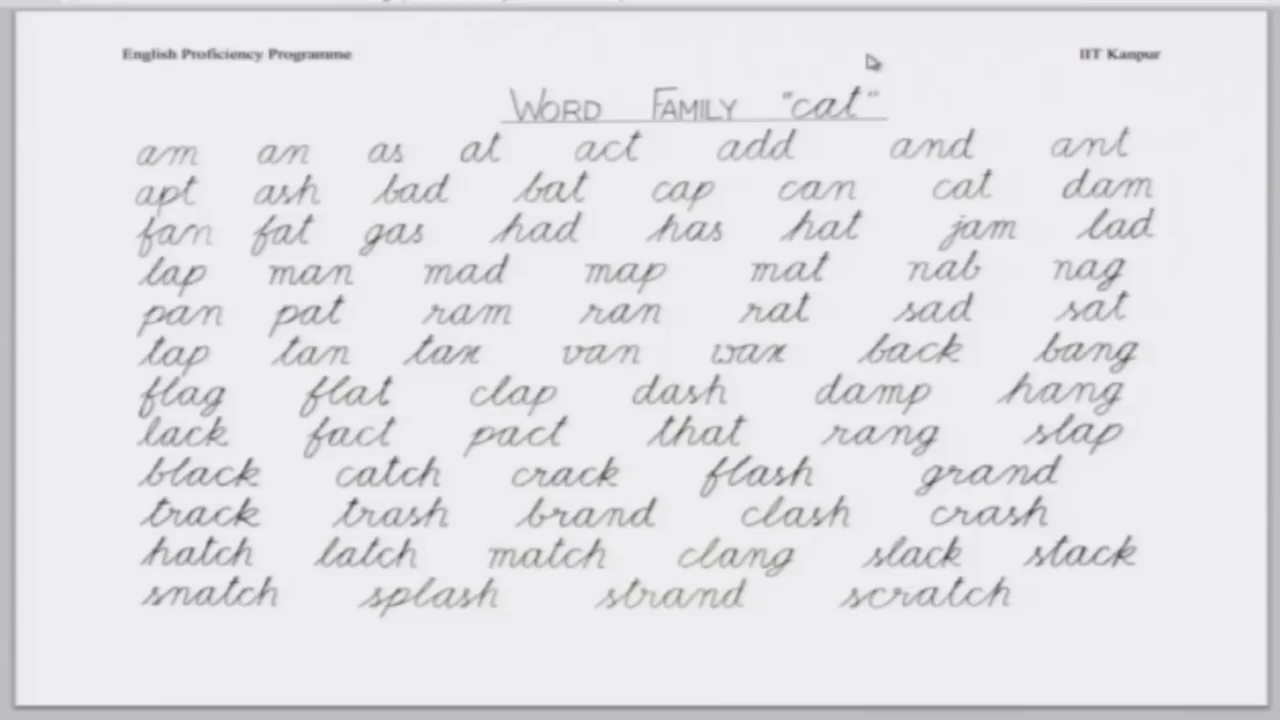 English Proficiency Programme IIT Kanpur
WORD FAMILY "cat"
am an as at act add and ant
apt ash bad bat cap can cat dam
fan fat gas had has hat jam lad
lap man mad map mat nab nag
pan pat ram ran rat sad sat
tap tan tax van wax back bang
flag flat clap dash damp hang
lack fact pact that rang slap
black catch crack flash grand
track trash brand clash crash
hatch latch match clang slack stack
snatch splash strand scratch